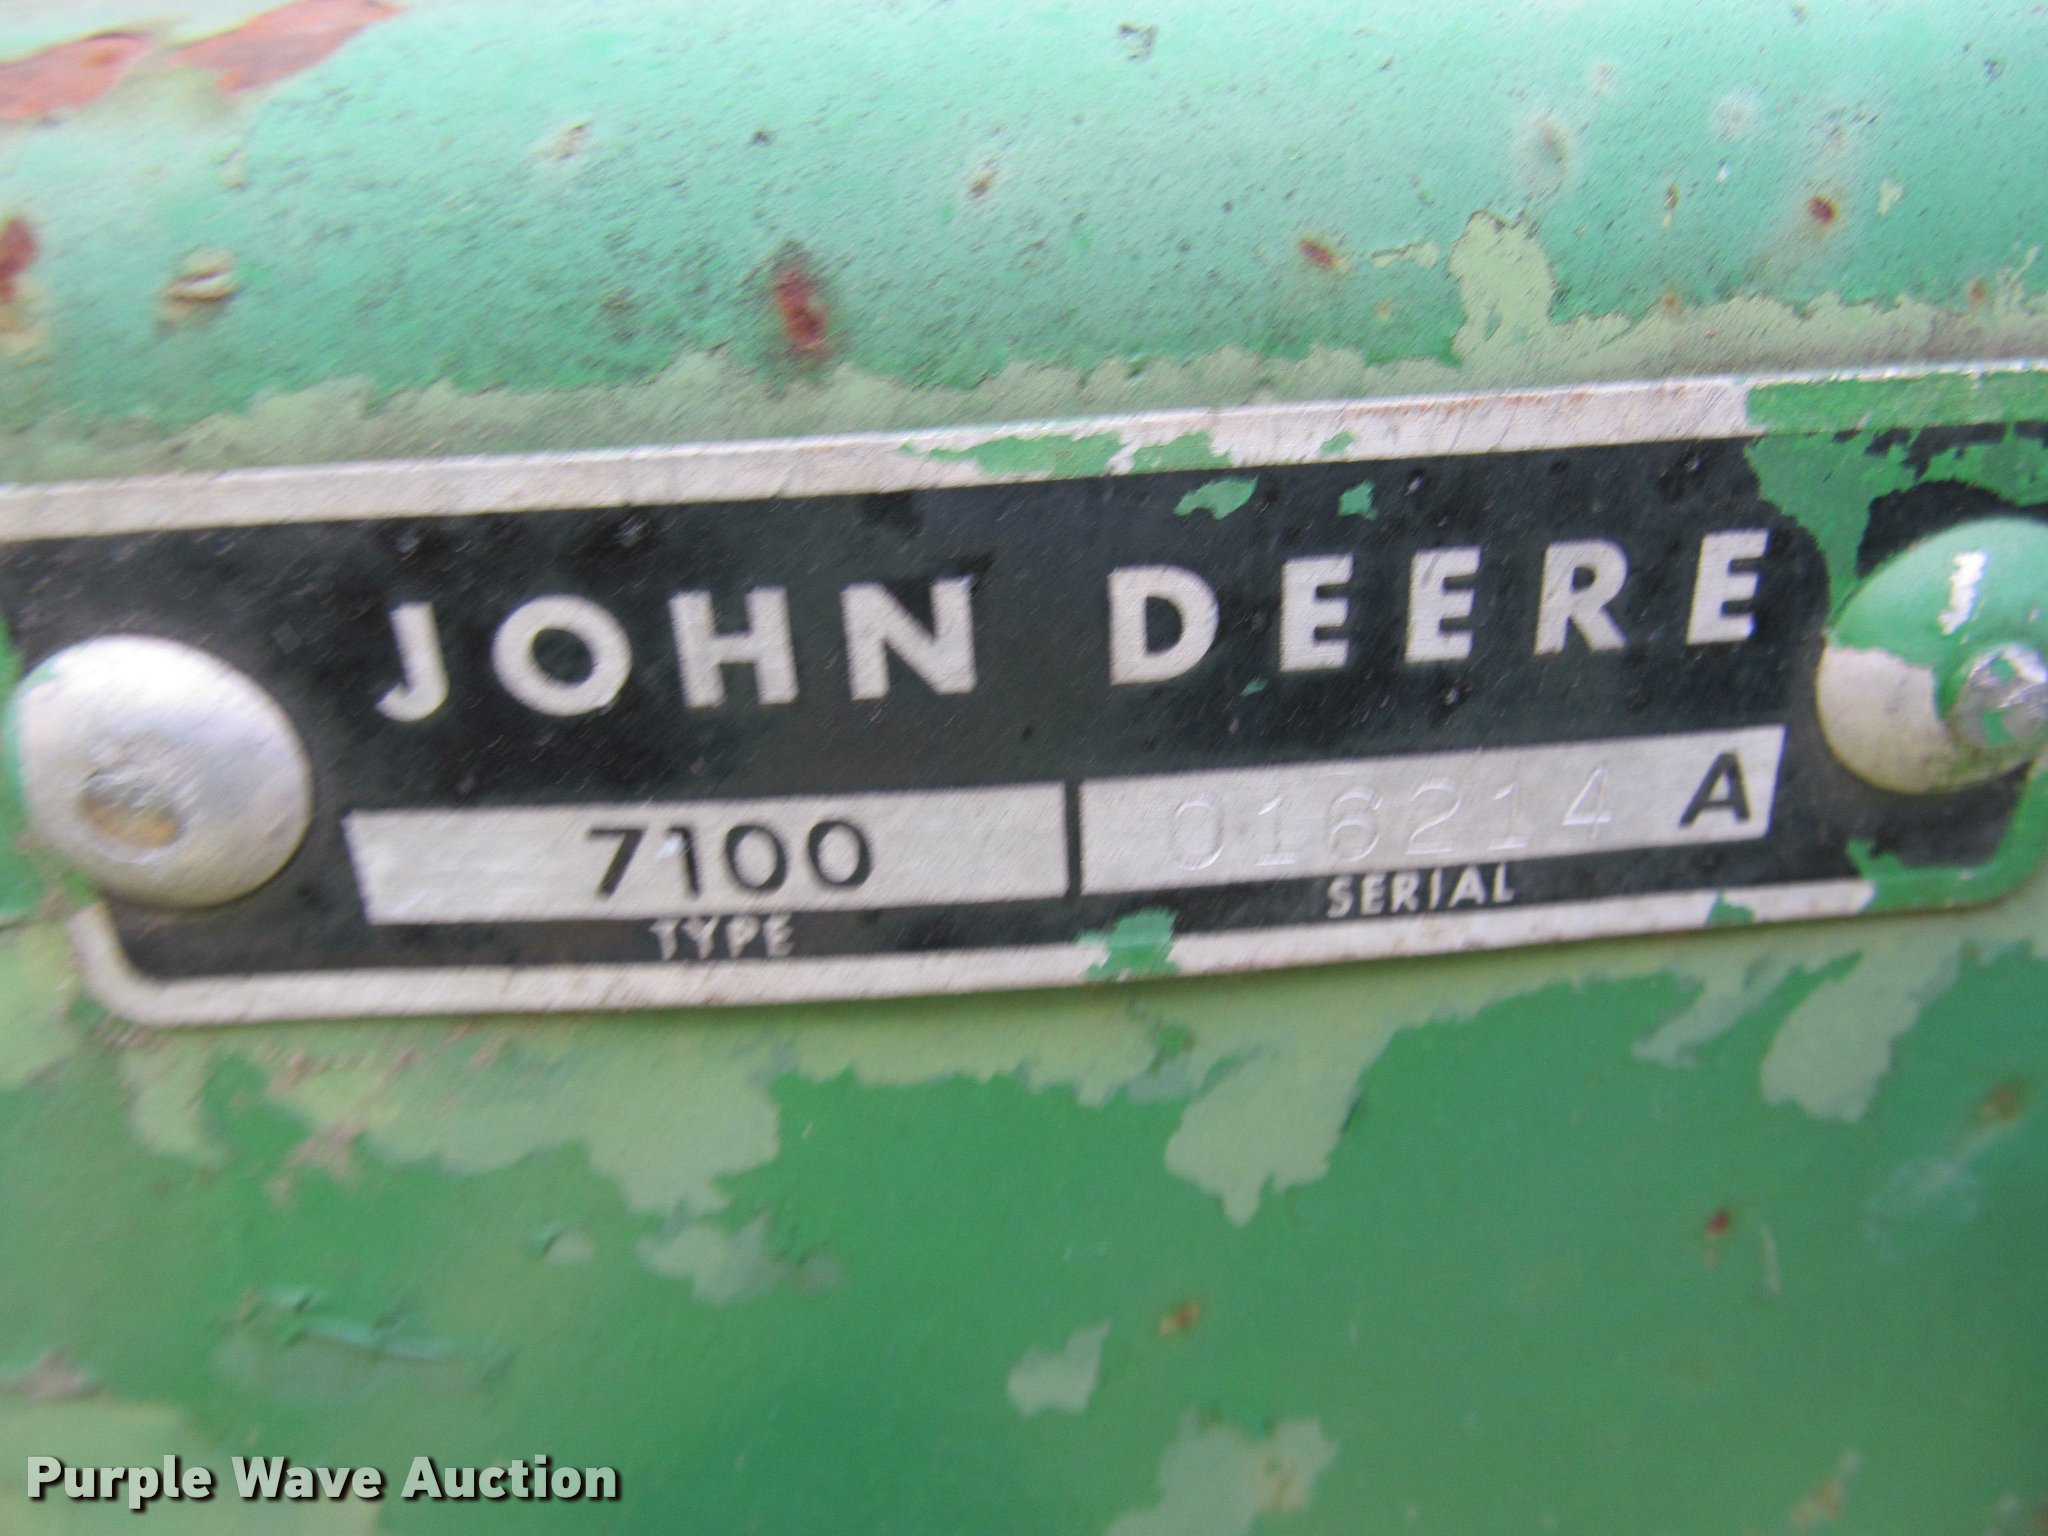 JOHN DEERE
7100 016214 A
TYPE SERIAL
Purple Wave Auction